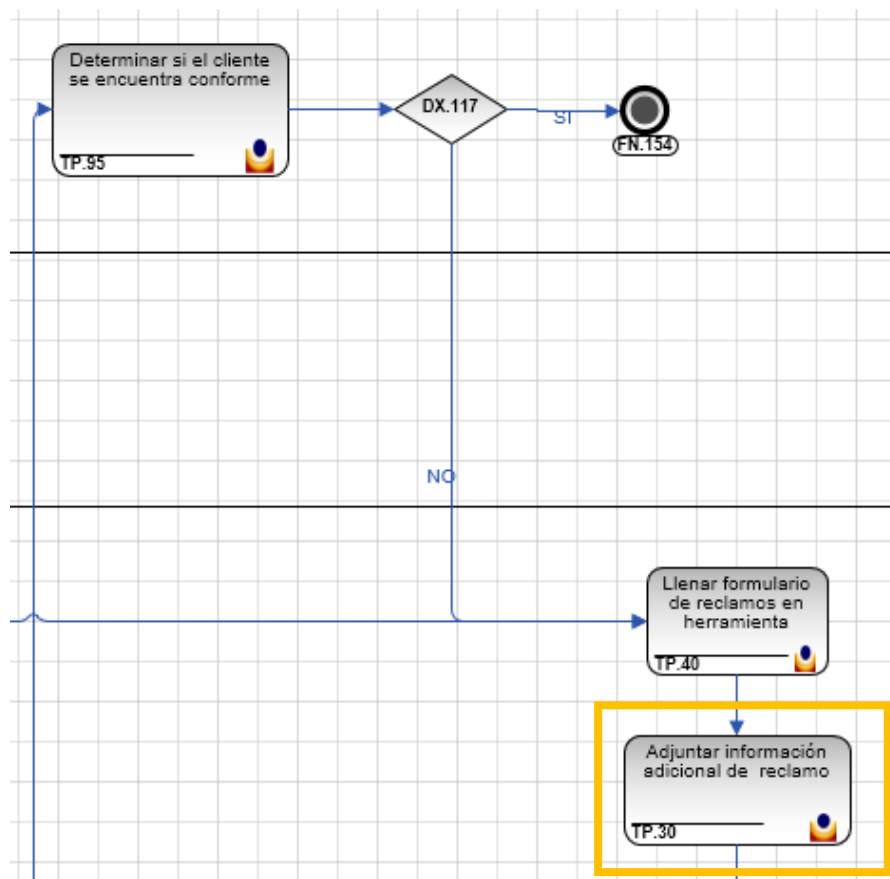 Determinar si el cliente
se encuentra conforme
TP.95
DX.117
SI
FN.154
NO
Llenar formulario
de reclamos en
herramienta
TP.40
Adjuntar información
adicional de reclamo
TP.30